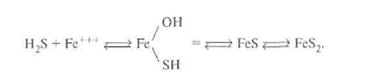 OH
H₂S + Fe⁺⁺⁺ ⇌ Fe = ⇌ FeS ⇌ FeS₂.
SH